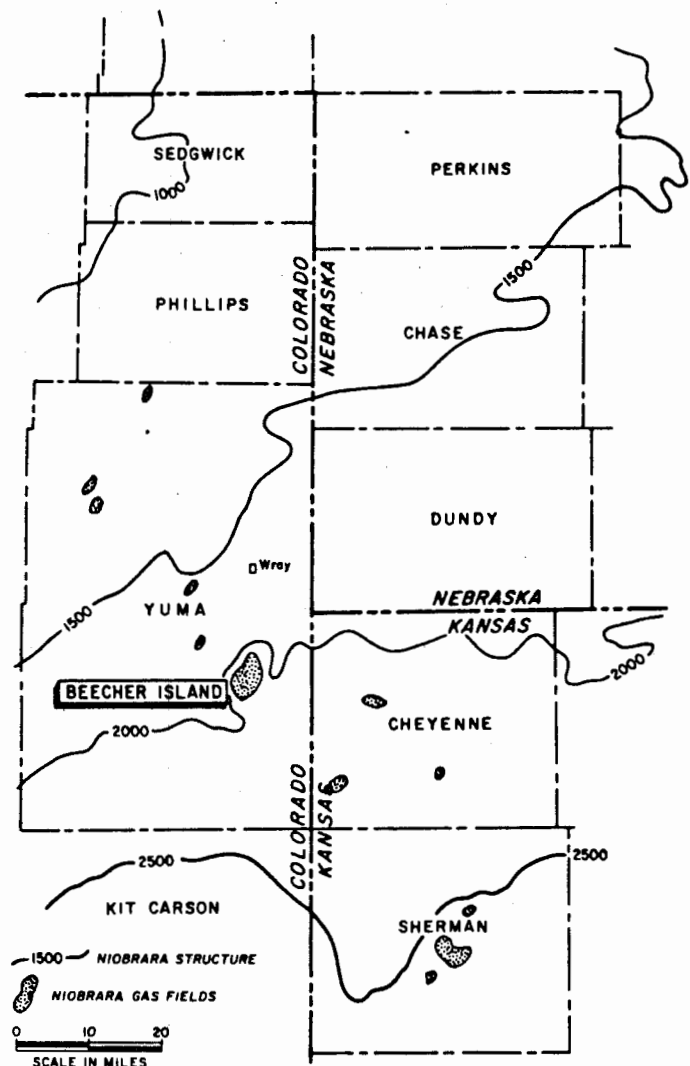 SEDGWICK
PERKINS
1000
1500
PHILLIPS
COLORADO
NEBRASKA
CHASE
DUNDY
Wray
NEBRASKA
KANSAS
1500
YUMA
2000
BEECHER ISLAND
2000
CHEYENNE
COLORADO
KANSAS
2500
2500
KIT CARSON
SHERMAN
1500 NIOBRARA STRUCTURE
NIOBRARA GAS FIELDS
0 10 20
SCALE IN MILES